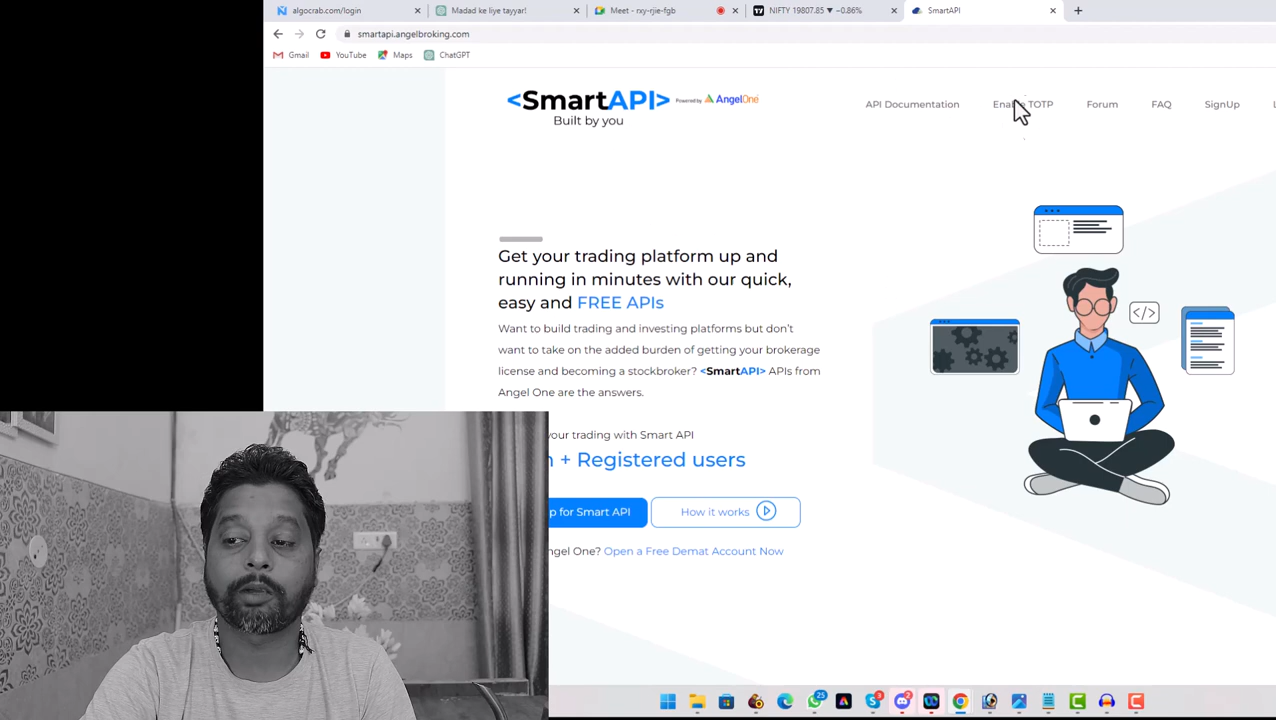 algocrab.com/login
Madad ke liye tayyar!
Meet - rxy-rjie-fgb
NIFTY 19807.85 ▼ −0.86%
SmartAPI
smartapi.angelbroking.com
Gmail
YouTube
Maps
ChatGPT
<SmartAPI>
Powered by AngelOne
Built by you
API Documentation
Enable TOTP
Forum
FAQ
SignUp
Get your trading platform up and
running in minutes with our quick,
easy and FREE APIs
Want to build trading and investing platforms but don't
want to take on the added burden of getting your brokerage
license and becoming a stockbroker? <SmartAPI> APIs from
Angel One are the answers.
your trading with Smart API
+ Registered users
for Smart API
How it works
Angel One? Open a Free Demat Account Now
</>
25